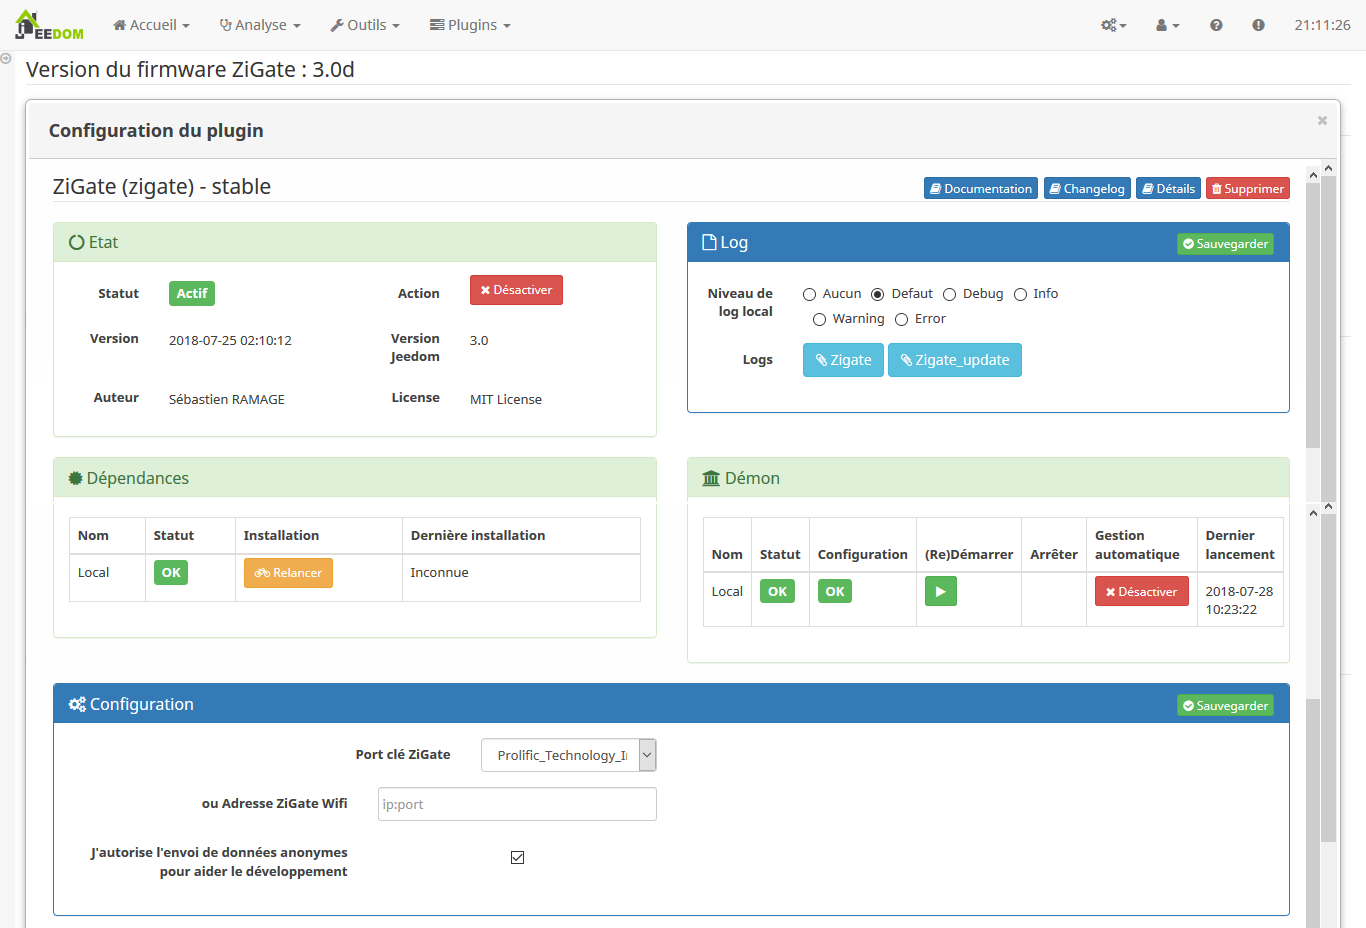 JEEDOM
Accueil
Analyse
Outils
Plugins
21:11:26
Version du firmware ZiGate : 3.0d
Configuration du plugin
ZiGate (zigate) - stable
Documentation
Changelog
Détails
Supprimer
Etat
Statut
Actif
Action
Désactiver
Version
2018-07-25 02:10:12
Version
Jeedom
3.0
Auteur
Sébastien RAMAGE
License
MIT License
Log
Sauvegarder
Niveau de
log local
Aucun
Defaut
Debug
Info
Warning
Error
Logs
Zigate
Zigate_update
Dépendances
Nom
Statut
Installation
Dernière installation
Local
OK
Relancer
Inconnue
Démon
Nom
Statut
Configuration
(Re)Démarrer
Arrêter
Gestion
automatique
Dernier
lancement
Local
OK
OK
Désactiver
2018-07-28
10:23:22
Configuration
Sauvegarder
Port clé ZiGate
Prolific_Technology_
ou Adresse ZiGate Wifi
ip:port
J'autorise l'envoi de données anonymes
pour aider le développement